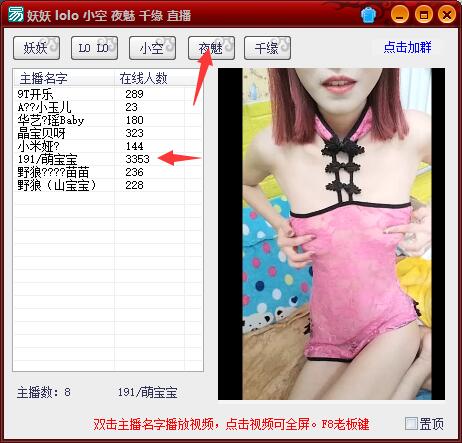 易 妖妖 lolo 小空 夜魅 千缘 直播
妖妖 LO LO 小空 夜魅 千缘 点击加群
主播名字 在线人数
9T开乐 289
A??小玉儿 23
华艺?瑶Baby 180
晶宝贝呀 323
小米娅? 144
191/萌宝宝 3353
野狼????苗苗 236
野狼（山宝宝） 228
主播数：8 191/萌宝宝
双击主播名字播放视频，点击视频可全屏。F8老板键 置顶